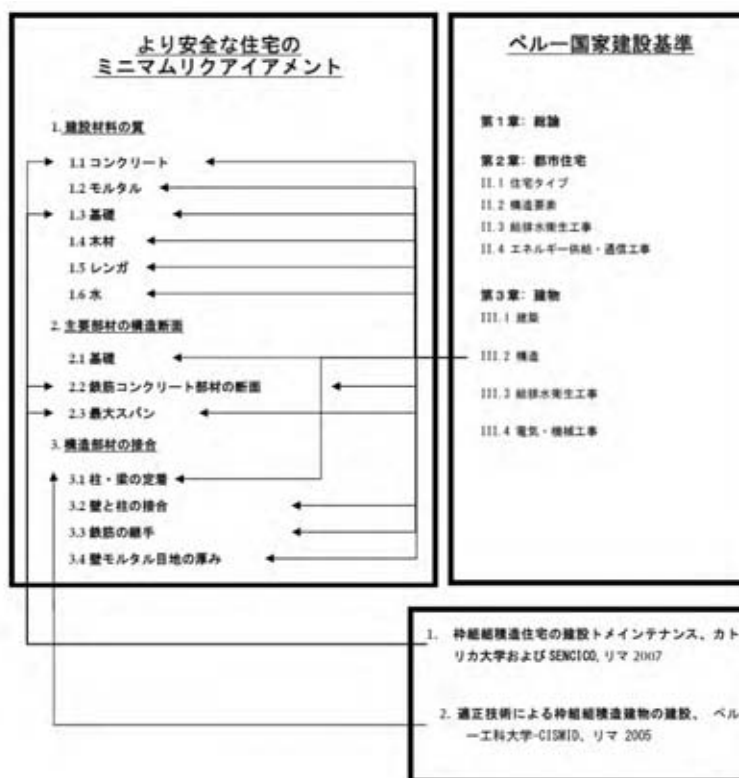 より安全な住宅の
ミニマムリクアイアメント
1. 建設材料の質
1.1 コンクリート
1.2 モルタル
1.3 基礎
1.4 木材
1.5 レンガ
1.6 水
2. 主要部材の構造断面
2.1 基礎
2.2 鉄筋コンクリート部材の断面
2.3 最大スパン
3. 構造部材の接合
3.1 柱・梁の定着
3.2 壁と柱の接合
3.3 鉄筋の継手
3.4 壁モルタル目地の厚み
ペルー国家建設基準
第1章: 総論
第2章: 都市住宅
II.1 住宅タイプ
II.2 構造要素
II.3 給排水衛生工事
II.4 エネルギー供給・通信工事
第3章: 建物
III.1 建築
III.2 構造
III.3 給排水衛生工事
III.4 電気・機械工事
1. 枠組組積造住宅の建設トメインテナンス、カト
リカ大学および SENCICO, リマ 2007
2. 適正技術による枠組組積造建物の建設、 ペル
ー工科大学-CISMID、リマ 2005